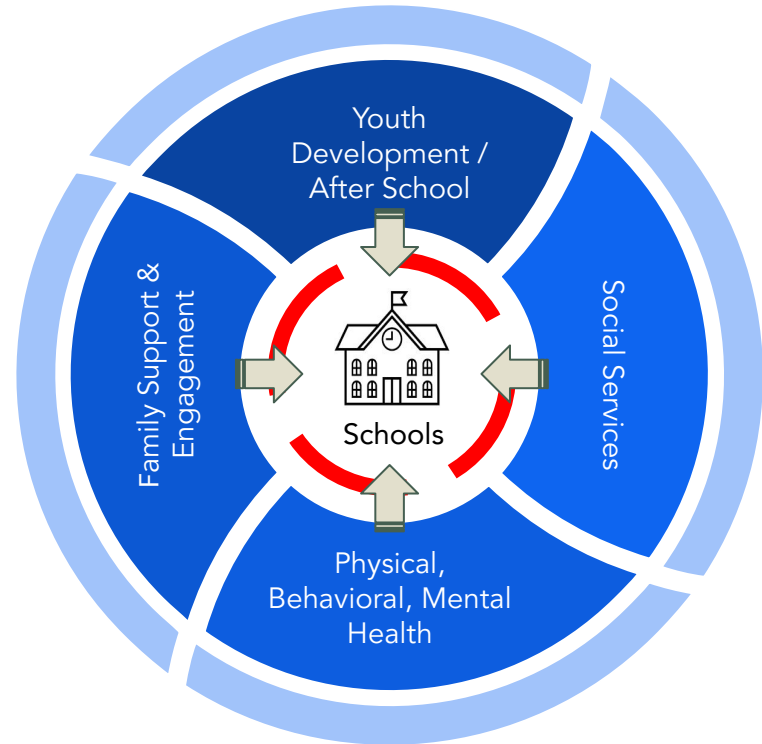 Youth
Development /
After School
Family Support &
Engagement
Social Services
Schools
Physical,
Behavioral, Mental
Health